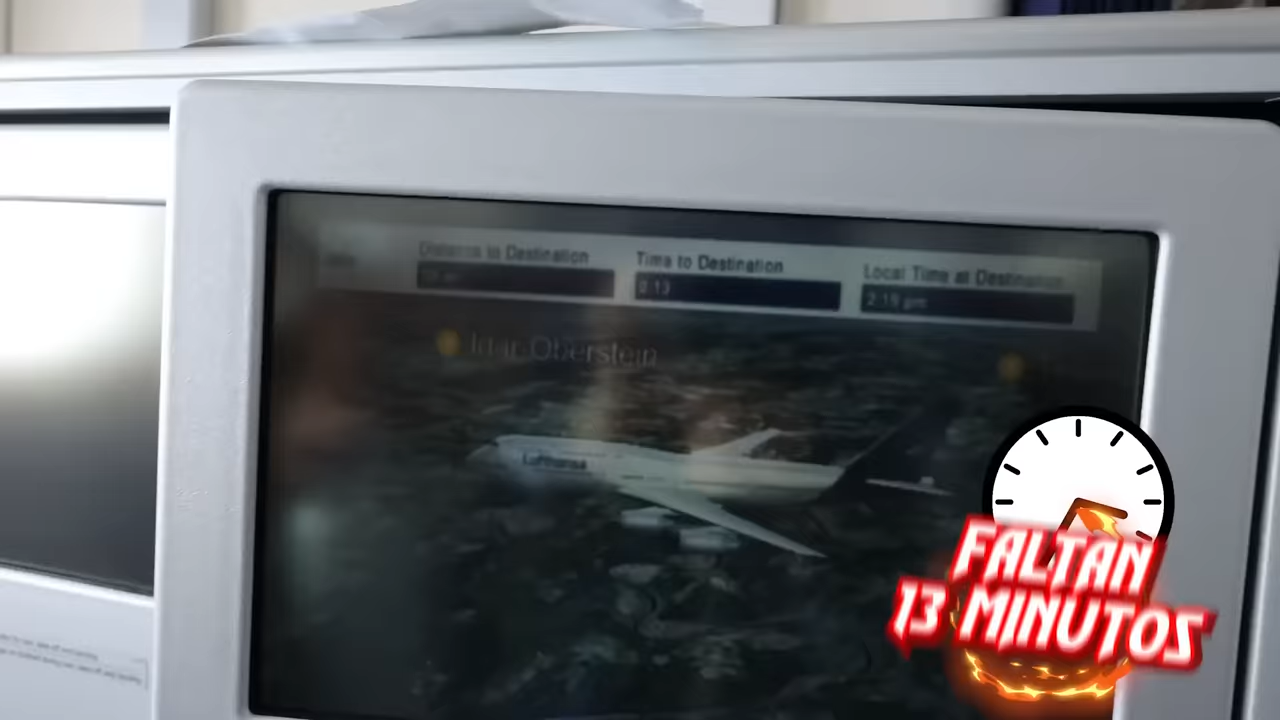 Distance to Destination
Time to Destination
0:13
Local Time at Destination
2:19 pm
Idar-Oberstein
Lufthansa
FALTAN
13 MINUTOS